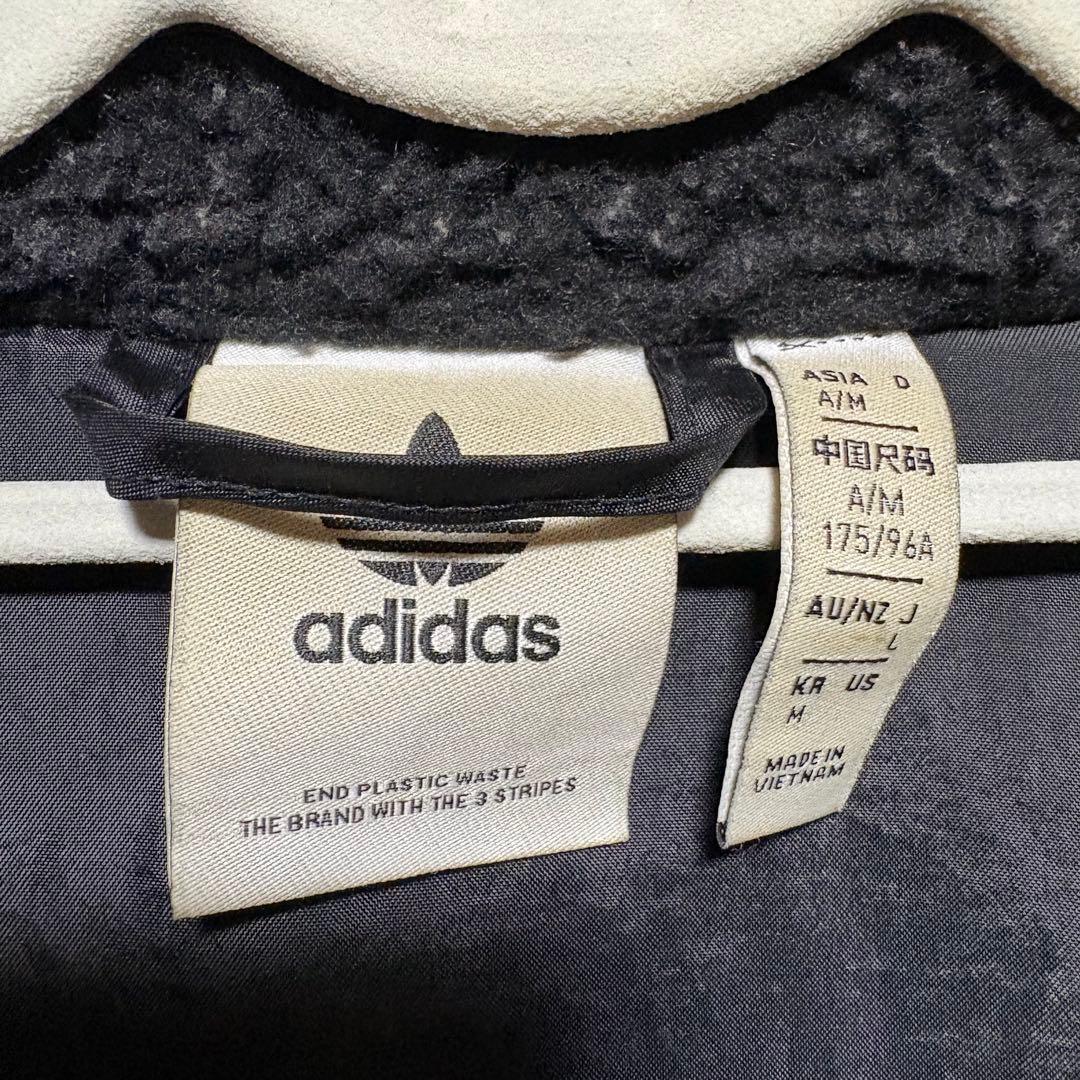 adidas
END PLASTIC WASTE
THE BRAND WITH THE 3 STRIPES
ASIA D
A/M
中国尺码
A/M
175/96A
AU/NZ J
KR US
M
MADE IN
VIETNAM